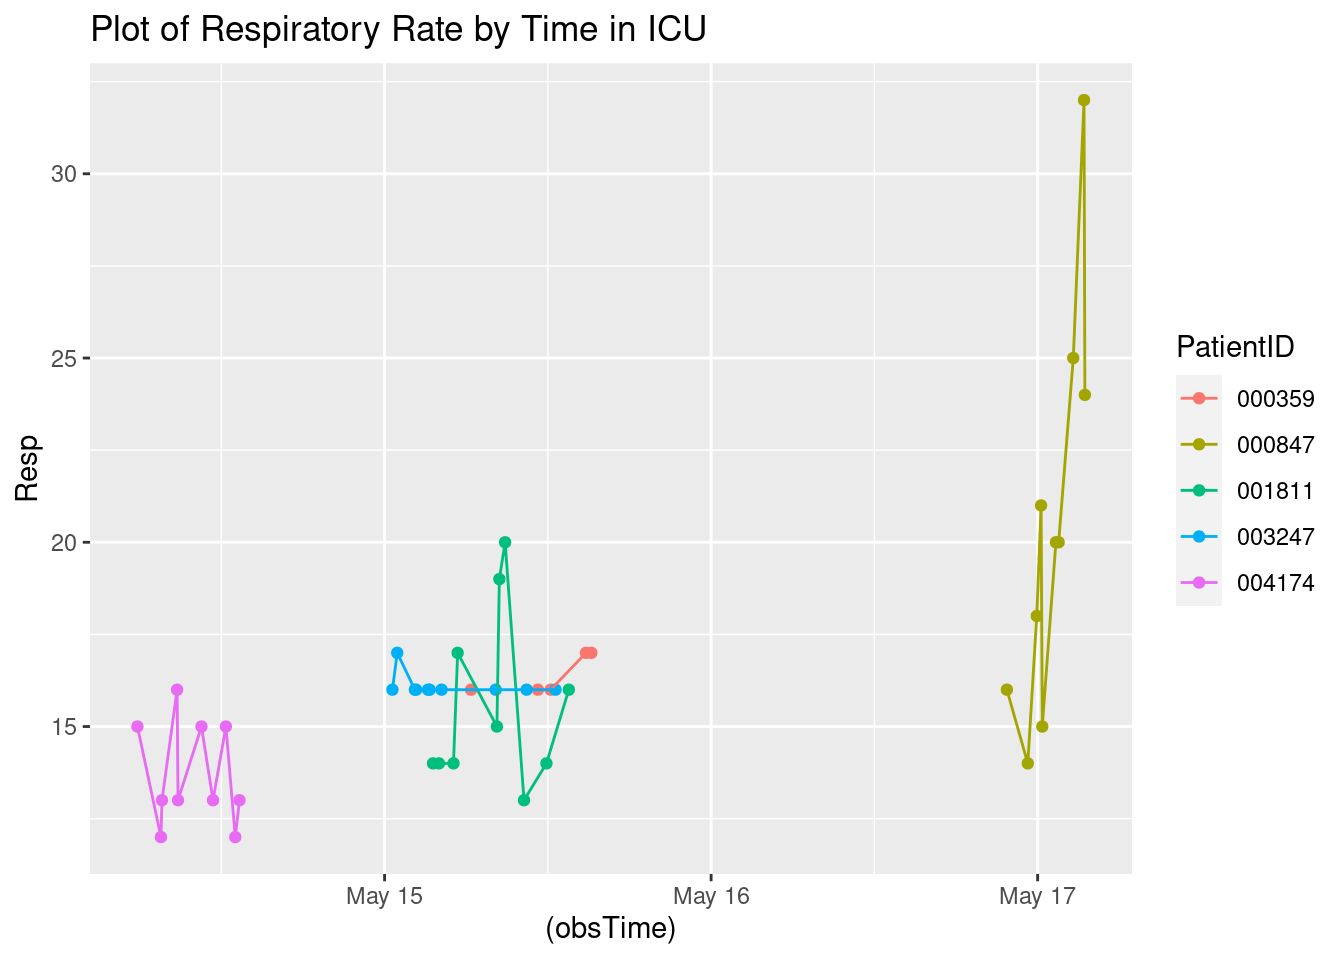 Plot of Respiratory Rate by Time in ICU
30
25
20
15
Resp
May 15
May 16
May 17
(obsTime)
PatientID
000359
000847
001811
003247
004174